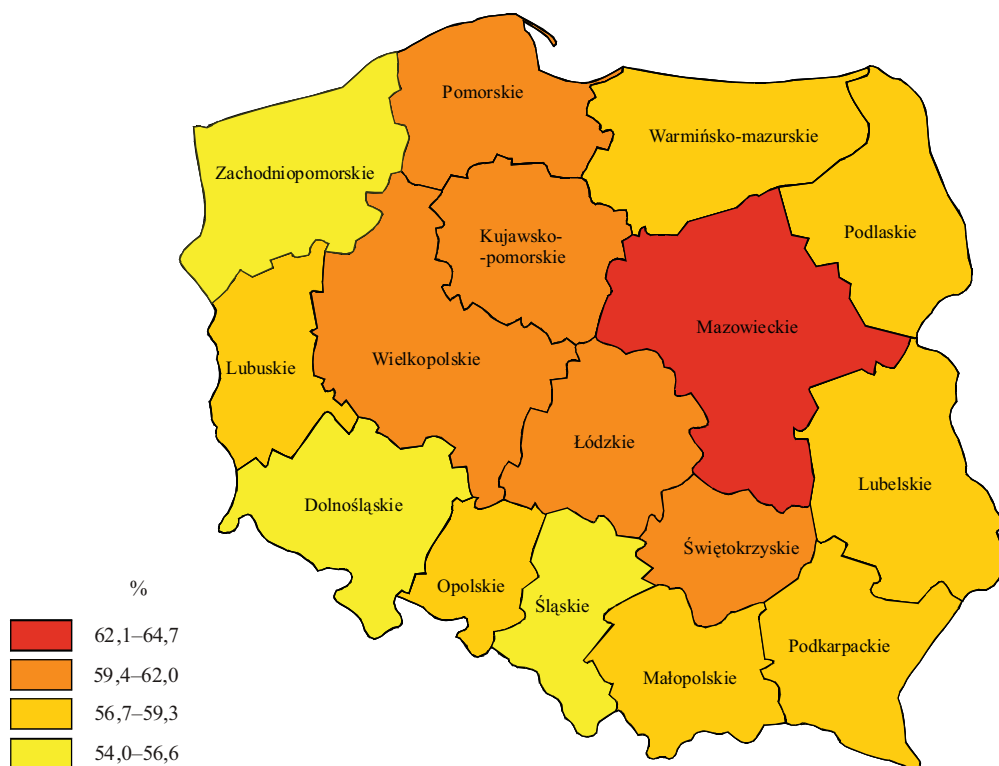 Pomorskie
Warmińsko-mazurskie
Zachodniopomorskie
Podlaskie
Kujawsko-
-pomorskie
Mazowieckie
Wielkopolskie
Lubuskie
Łódzkie
Lubelskie
Dolnośląskie
Świętokrzyskie
Opolskie
Śląskie
Podkarpackie
Małopolskie
%
62,1–64,7
59,4–62,0
56,7–59,3
54,0–56,6